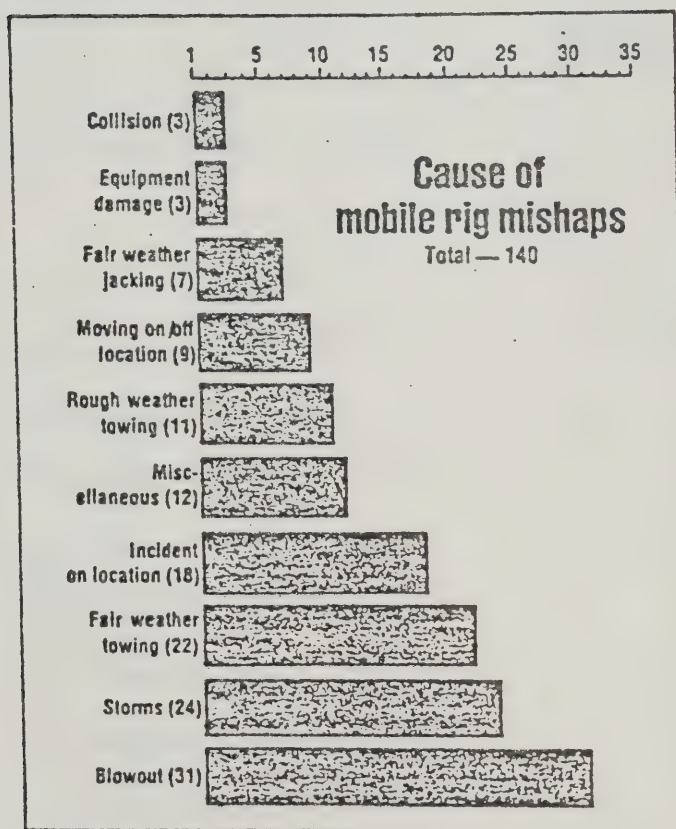 1 5 10 15 20 25 30 35
Collision (3)
Equipment
damage (3)
Cause of
mobile rig mishaps
Total — 140
Fair weather
jacking (7)
Moving on/off
location (9)
Rough weather
towing (11)
Misc-
ellaneous (12)
Incident
on location (18)
Fair weather
towing (22)
Storms (24)
Blowout (31)